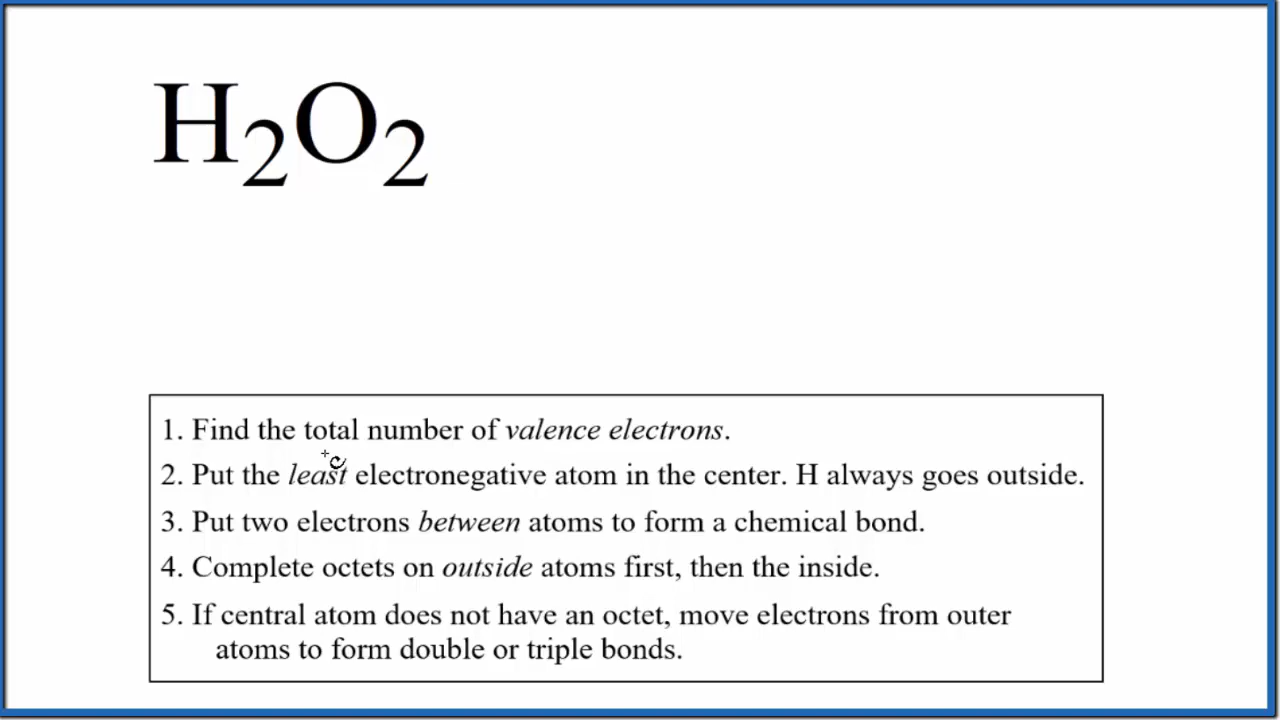 H₂O₂
1. Find the total number of valence electrons.
2. Put the least electronegative atom in the center. H always goes outside.
3. Put two electrons between atoms to form a chemical bond.
4. Complete octets on outside atoms first, then the inside.
5. If central atom does not have an octet, move electrons from outer
atoms to form double or triple bonds.